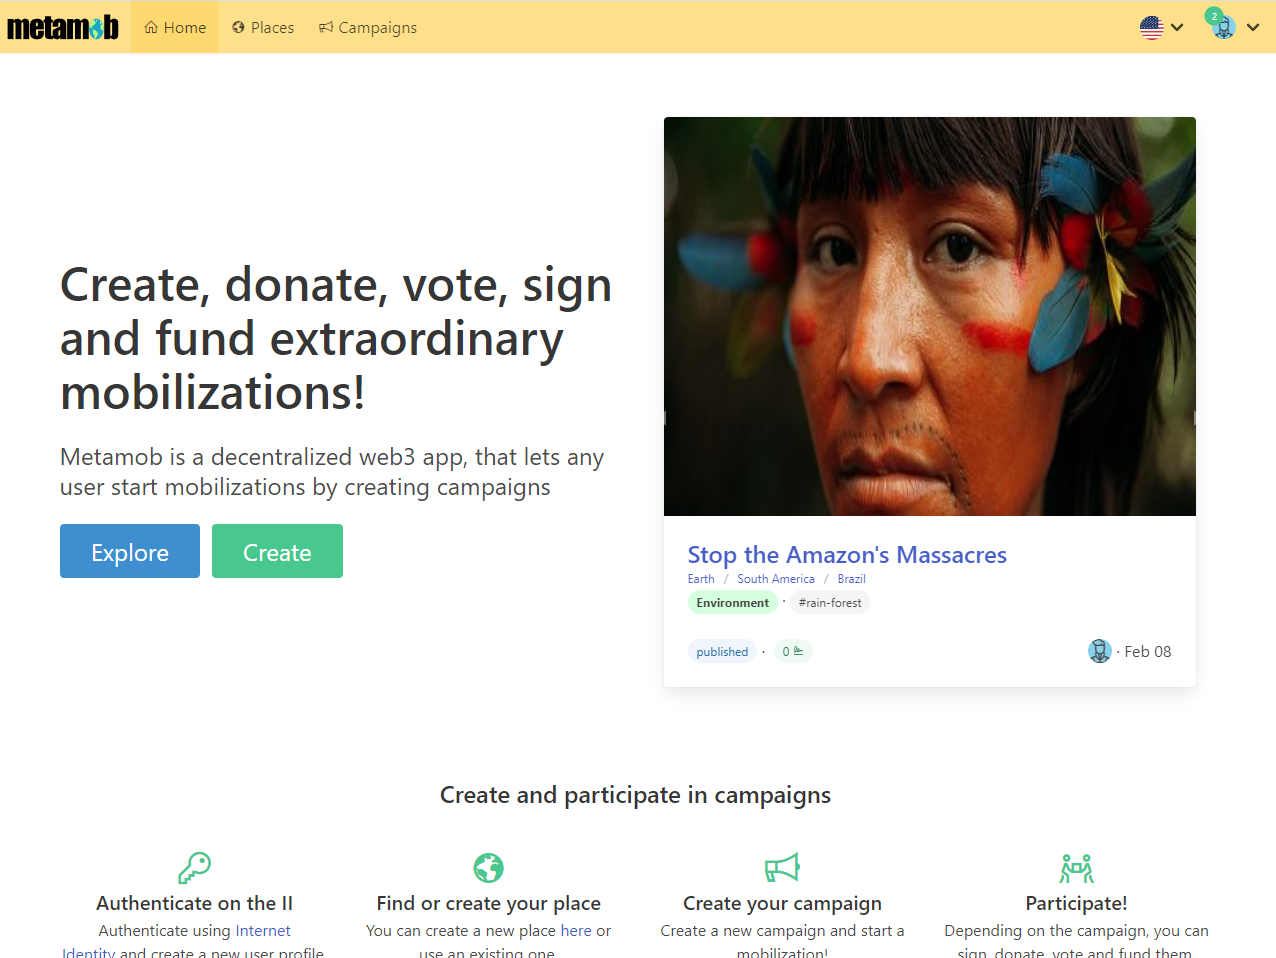 metamob
Home
Places
Campaigns
2
Create, donate, vote, sign
and fund extraordinary
mobilizations!
Metamob is a decentralized web3 app, that lets any
user start mobilizations by creating campaigns
Explore
Create
Stop the Amazon's Massacres
Earth / South America / Brazil
Environment · #rain-forest
published · 0
· Feb 08
Create and participate in campaigns
Authenticate on the II
Authenticate using Internet
Identity and create a new user profile
Find or create your place
You can create a new place here or
use an existing one
Create your campaign
Create a new campaign and start a
mobilization!
Participate!
Depending on the campaign, you can
sign, donate, vote and fund them